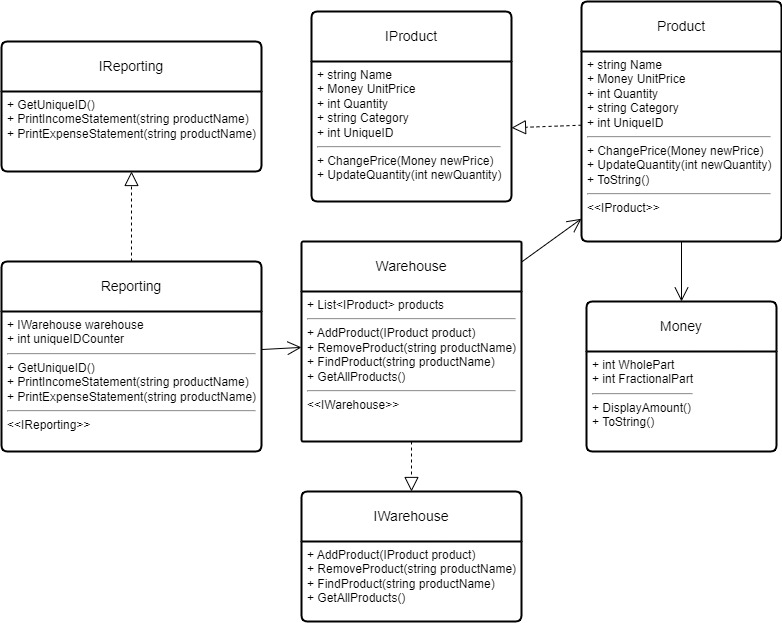 IReporting
+ GetUniqueID()
+ PrintIncomeStatement(string productName)
+ PrintExpenseStatement(string productName)
IProduct
+ string Name
+ Money UnitPrice
+ int Quantity
+ string Category
+ int UniqueID
+ ChangePrice(Money newPrice)
+ UpdateQuantity(int newQuantity)
Product
+ string Name
+ Money UnitPrice
+ int Quantity
+ string Category
+ int UniqueID
+ ChangePrice(Money newPrice)
+ UpdateQuantity(int newQuantity)
+ ToString()
<<IProduct>>
Reporting
+ IWarehouse warehouse
+ int uniqueIDCounter
+ GetUniqueID()
+ PrintIncomeStatement(string productName)
+ PrintExpenseStatement(string productName)
<<IReporting>>
Warehouse
+ List<IProduct> products
+ AddProduct(IProduct product)
+ RemoveProduct(string productName)
+ FindProduct(string productName)
+ GetAllProducts()
<<IWarehouse>>
Money
+ int WholePart
+ int FractionalPart
+ DisplayAmount()
+ ToString()
IWarehouse
+ AddProduct(IProduct product)
+ RemoveProduct(string productName)
+ FindProduct(string productName)
+ GetAllProducts()